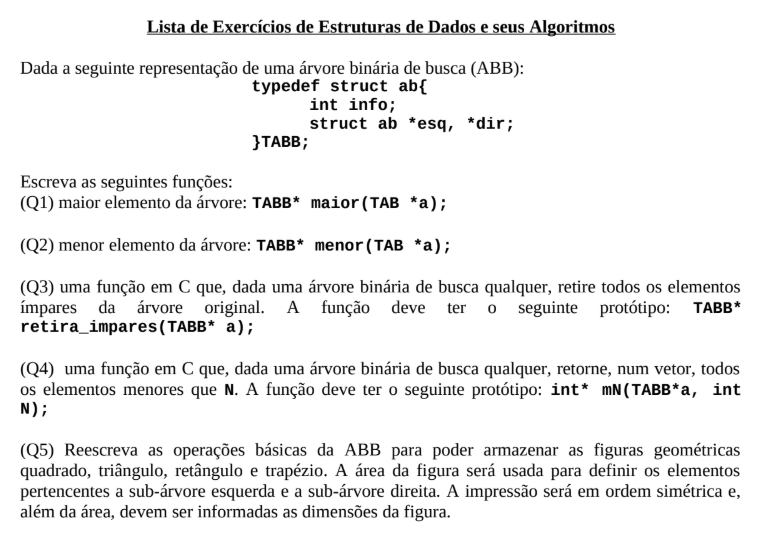 Lista de Exercícios de Estruturas de Dados e seus Algoritmos
Dada a seguinte representação de uma árvore binária de busca (ABB):
typedef struct ab{
int info;
struct ab *esq, *dir;
}TABB;
Escreva as seguintes funções:
(Q1) maior elemento da árvore: TABB* maior(TAB *a);
(Q2) menor elemento da árvore: TABB* menor(TAB *a);
(Q3) uma função em C que, dada uma árvore binária de busca qualquer, retire todos os elementos
ímpares da árvore original. A função deve ter o seguinte protótipo: TABB*
retira_impares(TABB* a);
(Q4) uma função em C que, dada uma árvore binária de busca qualquer, retorne, num vetor, todos
os elementos menores que N. A função deve ter o seguinte protótipo: int* mN(TABB*a, int
N);
(Q5) Reescreva as operações básicas da ABB para poder armazenar as figuras geométricas
quadrado, triângulo, retângulo e trapézio. A área da figura será usada para definir os elementos
pertencentes a sub-árvore esquerda e a sub-árvore direita. A impressão será em ordem simétrica e,
além da área, devem ser informadas as dimensões da figura.